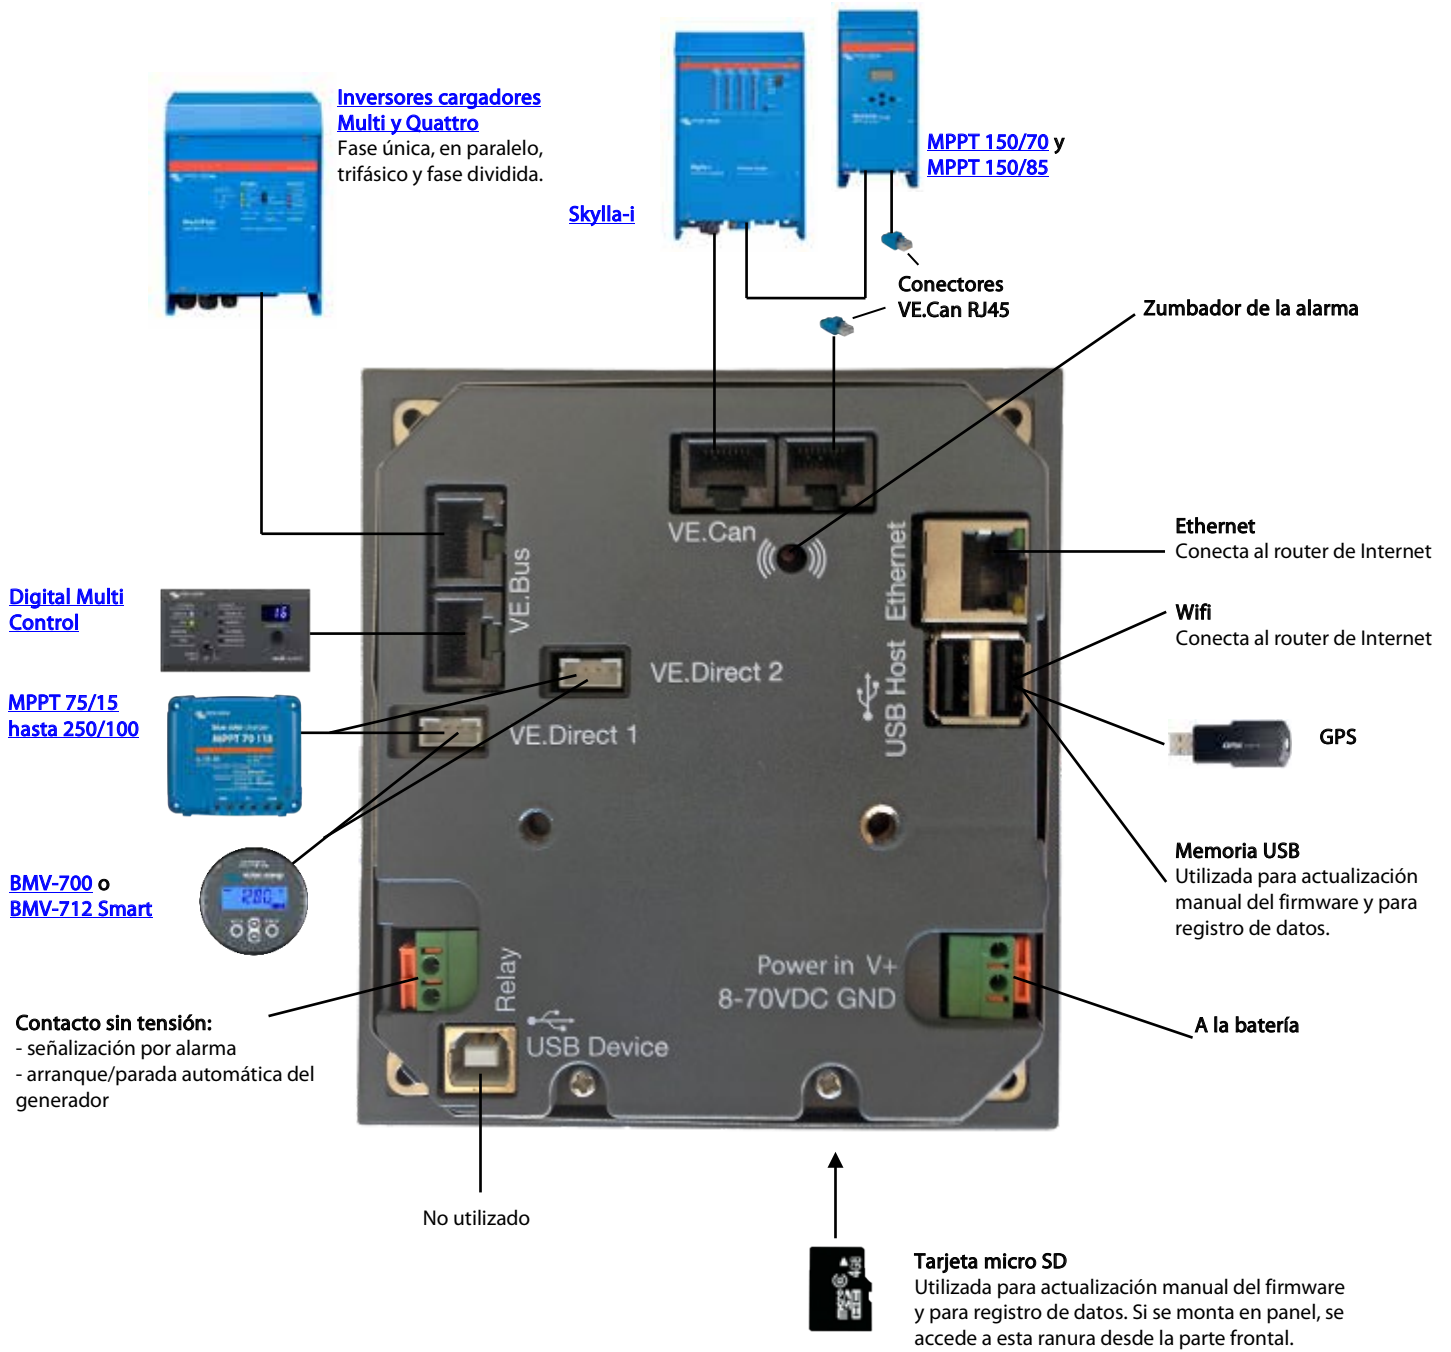 Inversores cargadores
Multi y Quattro
Fase única, en paralelo,
trifásico y fase dividida.
Skylla-i
MPPT 150/70 y
MPPT 150/85
Conectores
VE.Can RJ45
Zumbador de la alarma
VE.Can
VE.Bus
Ethernet
Ethernet
Conecta al router de Internet
Wifi
Conecta al router de Internet
Digital Multi
Control
16
VE.Direct 2
USB Host
MPPT 75/15
hasta 250/100
MPPT 70 | 15
VE.Direct 1
GPS
BMV-700 o
BMV-712 Smart
Memoria USB
Utilizada para actualización
manual del firmware y para
registro de datos.
Relay
Power in V+
8-70VDC GND
A la batería
Contacto sin tensión:
- señalización por alarma
- arranque/parada automática del
generador
USB Device
No utilizado
4GB
Tarjeta micro SD
Utilizada para actualización manual del firmware
y para registro de datos. Si se monta en panel, se
accede a esta ranura desde la parte frontal.